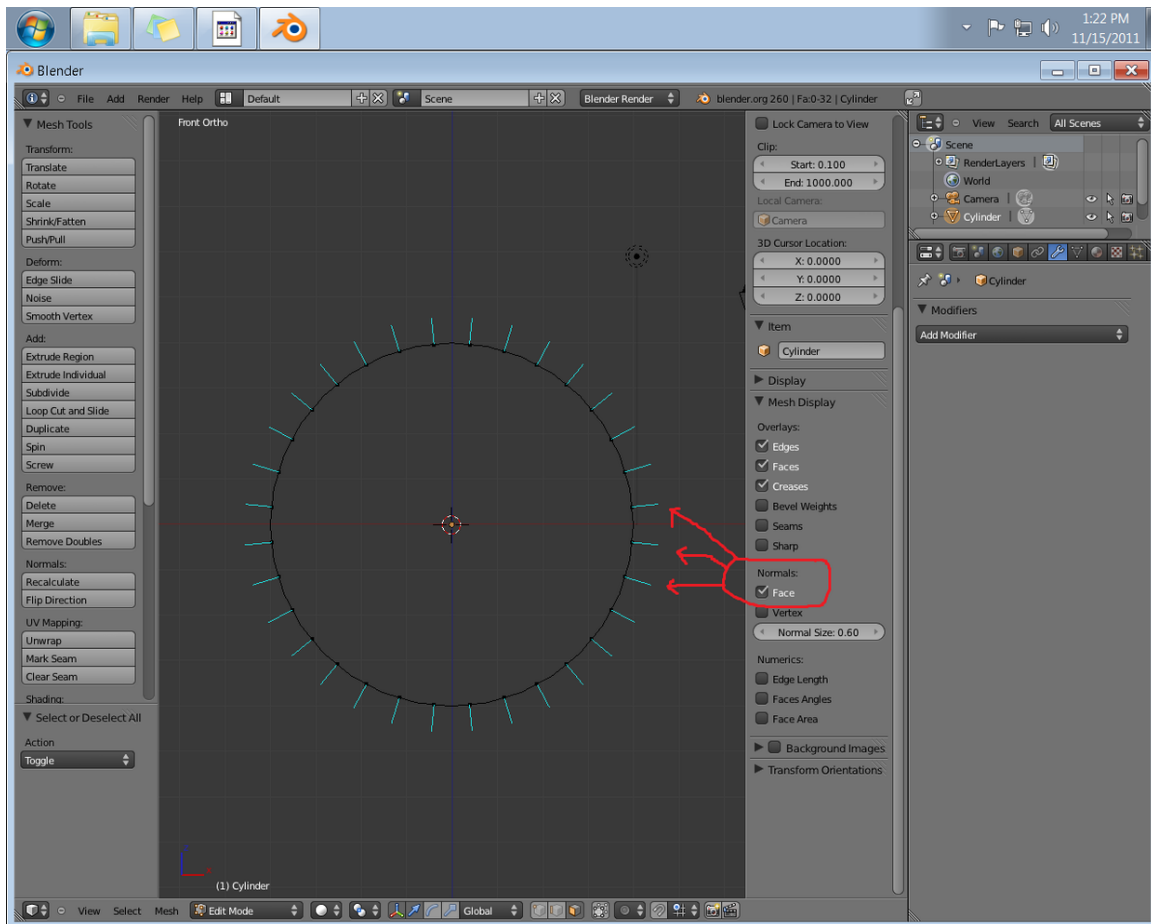 1:22 PM
11/15/2011
Blender
File Add Render Help Default Scene Blender Render blender.org 260 | Fa:0-32 | Cylinder
Mesh Tools
Transform:
Translate
Rotate
Scale
Shrink/Fatten
Push/Pull
Deform:
Edge Slide
Noise
Smooth Vertex
Add:
Extrude Region
Extrude Individual
Subdivide
Loop Cut and Slide
Duplicate
Spin
Screw
Remove:
Delete
Merge
Remove Doubles
Normals:
Recalculate
Flip Direction
UV Mapping:
Unwrap
Mark Seam
Clear Seam
Shading:
Select or Deselect All
Action
Toggle
Front Ortho
(1) Cylinder
Lock Camera to View
Clip:
Start: 0.100
End: 1000.000
Local Camera:
Camera
3D Cursor Location:
X: 0.0000
Y: 0.0000
Z: 0.0000
Item
Cylinder
Display
Mesh Display
Overlays:
Edges
Faces
Creases
Bevel Weights
Seams
Sharp
Normals:
Face
Vertex
Normal Size: 0.60
Numerics:
Edge Length
Faces Angles
Face Area
Background Images
Transform Orientations
View Search All Scenes
Scene
RenderLayers
World
Camera
Cylinder
Cylinder
Modifiers
Add Modifier
View Select Mesh Edit Mode Global